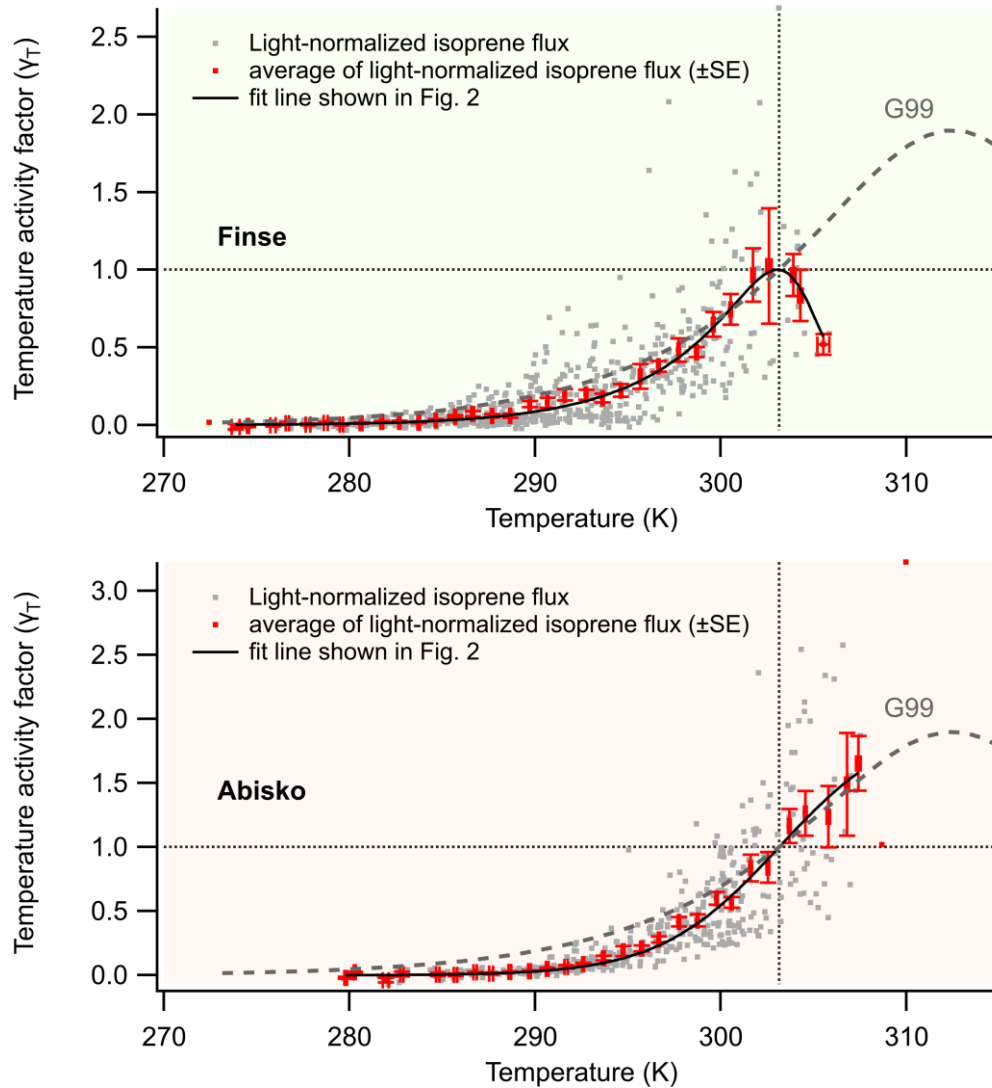 Temperature activity factor (γT)
2.5
2.0
1.5
1.0
0.5
0.0
Light-normalized isoprene flux
average of light-normalized isoprene flux (±SE)
fit line shown in Fig. 2
G99
Finse
270
280
290
300
310
Temperature (K)
Temperature activity factor (γT)
3.0
2.5
2.0
1.5
1.0
0.5
0.0
Light-normalized isoprene flux
average of light-normalized isoprene flux (±SE)
fit line shown in Fig. 2
G99
Abisko
270
280
290
300
310
Temperature (K)